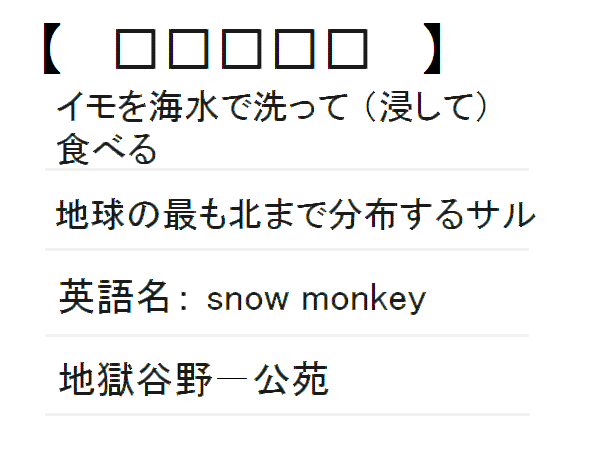 【 □□□□□ 】
イモを海水で洗って（浸して）
食べる
地球の最も北まで分布するサル
英語名： snow monkey
地獄谷野―公苑